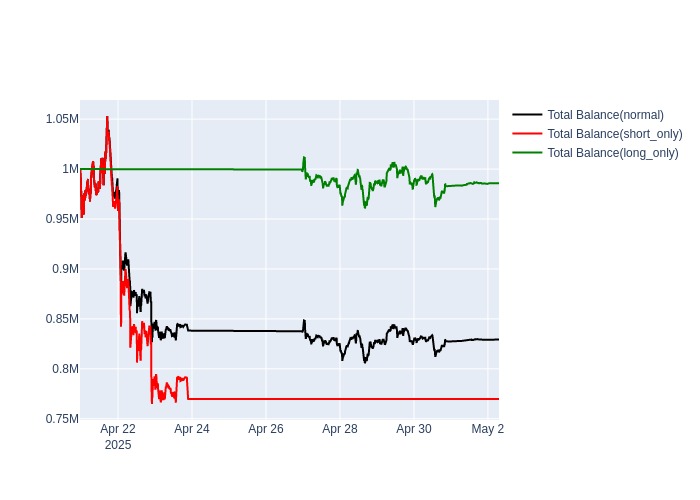 1.05M
1M
0.95M
0.9M
0.85M
0.8M
0.75M
Apr 22
2025
Apr 24
Apr 26
Apr 28
Apr 30
May 2
Total Balance(normal)
Total Balance(short_only)
Total Balance(long_only)